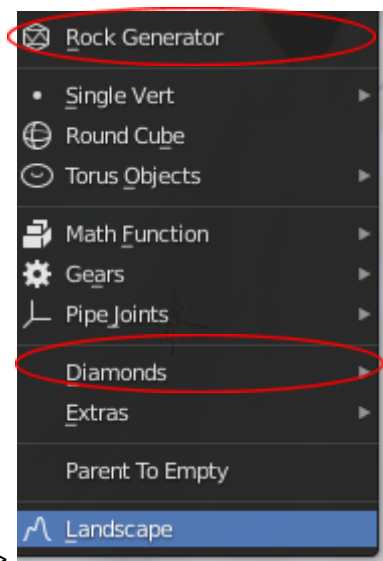 Rock Generator
Single Vert
Round Cube
Torus Objects
Math Function
Gears
Pipe Joints
Diamonds
Extras
Parent To Empty
Landscape
>